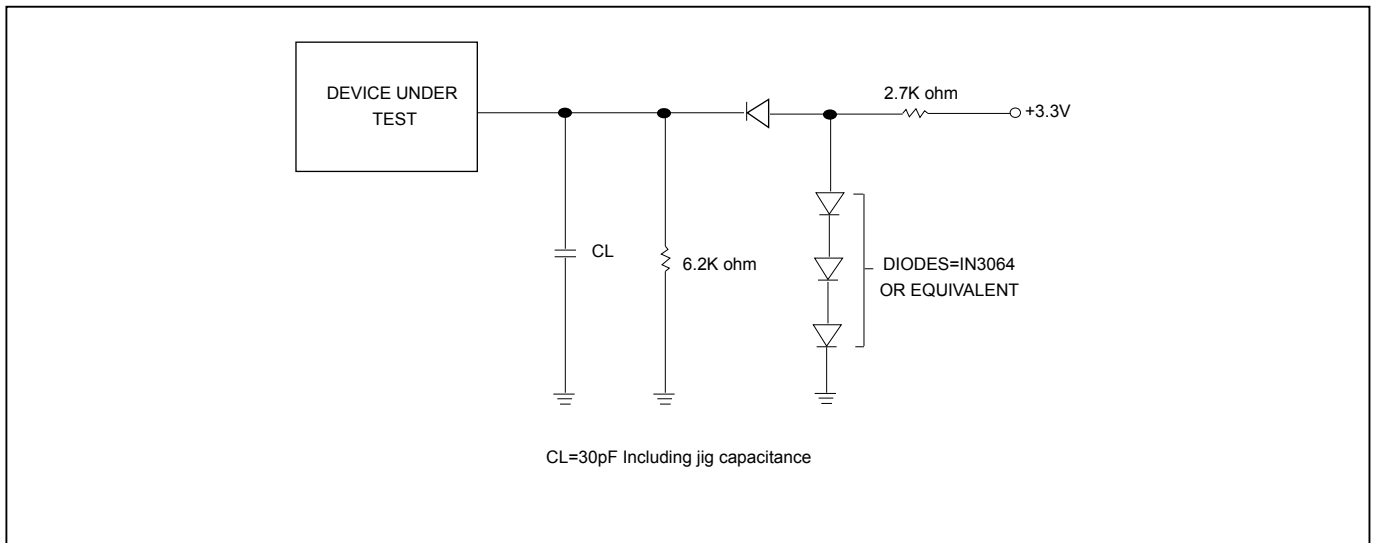 DEVICE UNDER
TEST
2.7K ohm
+3.3V
CL
6.2K ohm
DIODES=IN3064
OR EQUIVALENT
CL=30pF Including jig capacitance